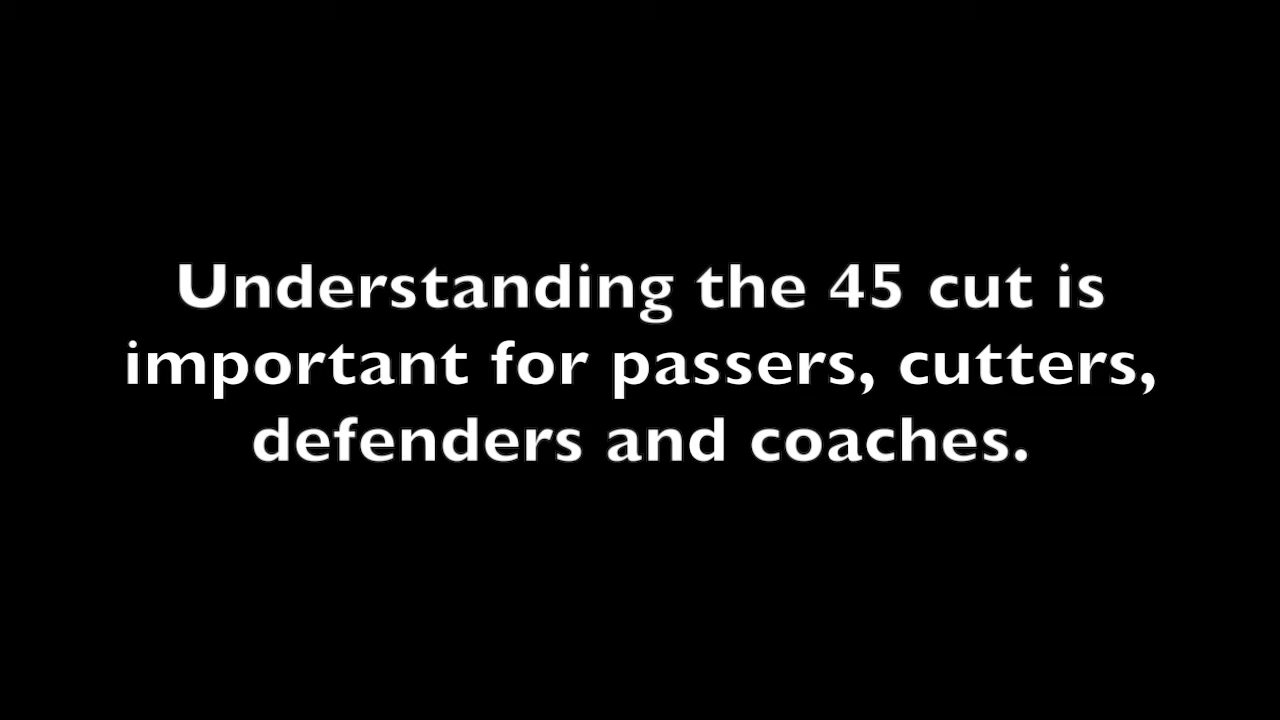 Understanding the 45 cut is
important for passers, cutters,
defenders and coaches.